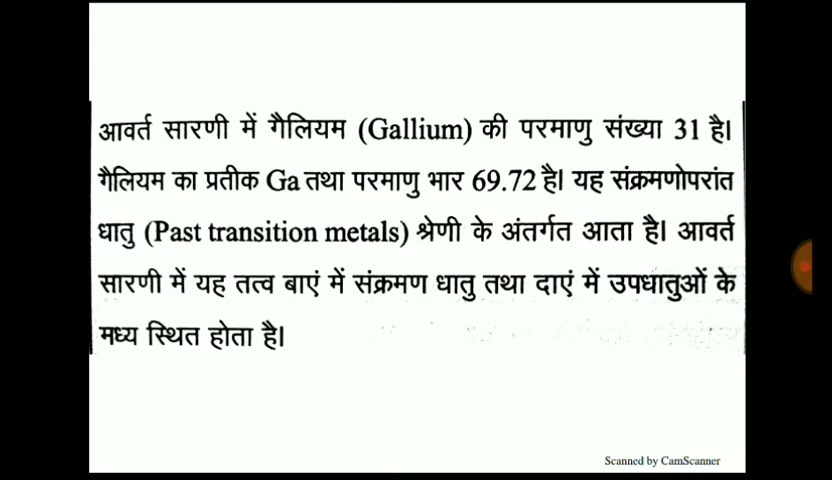 आवर्त सारणी में गैलियम (Gallium) की परमाणु संख्या 31 है।
गैलियम का प्रतीक Ga तथा परमाणु भार 69.72 है। यह संक्रमणोपरांत
धातु (Past transition metals) श्रेणी के अंतर्गत आता है। आवर्त
सारणी में यह तत्व बाएं में संक्रमण धातु तथा दाएं में उपधातुओं के
मध्य स्थित होता है।
Scanned by CamScanner